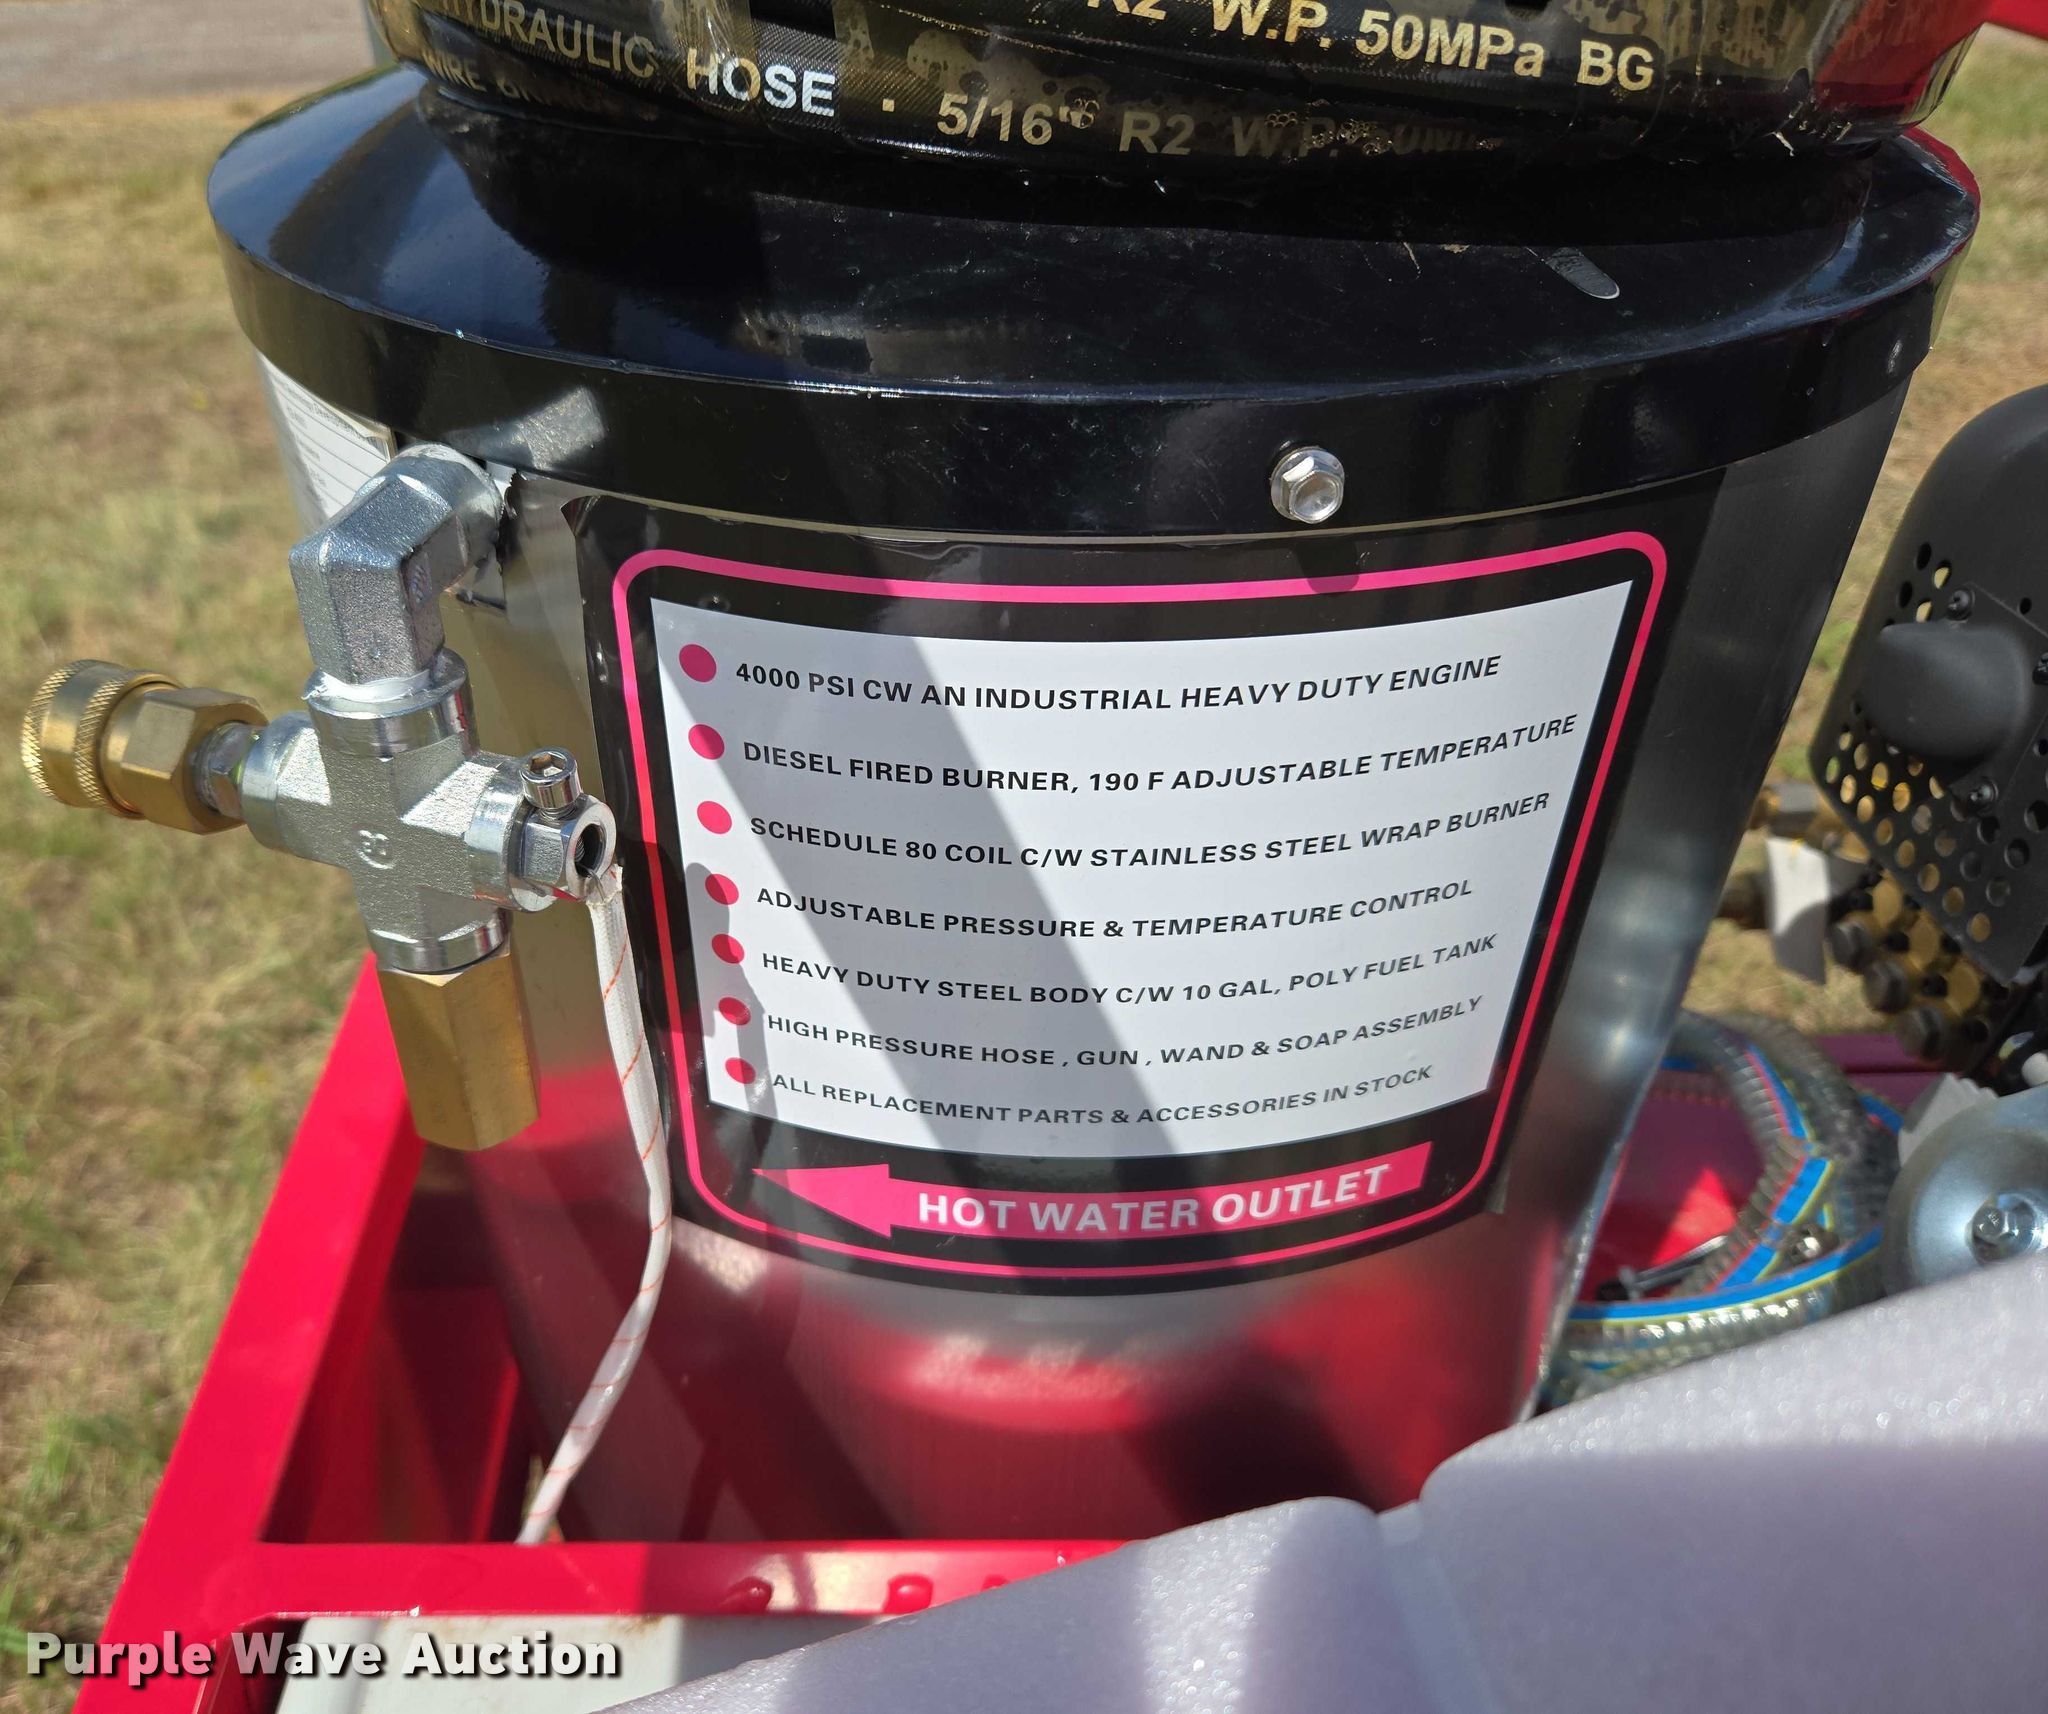 R2 W.P. 50MPa BG
HYDRAULIC HOSE · 5/16" R2 W.P.
WIRE
4000 PSI CW AN INDUSTRIAL HEAVY DUTY ENGINE
DIESEL FIRED BURNER, 190 F ADJUSTABLE TEMPERATURE
SCHEDULE 80 COIL C/W STAINLESS STEEL WRAP BURNER
ADJUSTABLE PRESSURE & TEMPERATURE CONTROL
HEAVY DUTY STEEL BODY C/W 10 GAL, POLY FUEL TANK
HIGH PRESSURE HOSE , GUN , WAND & SOAP ASSEMBLY
ALL REPLACEMENT PARTS & ACCESSORIES IN STOCK
HOT WATER OUTLET
Purple Wave Auction